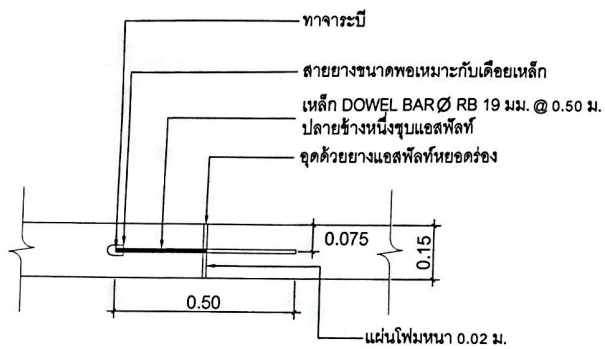 ทาจาระบี
สายยางขนาดพอเหมาะกับเดือยเหล็ก
เหล็ก DOWEL BARØ RB 19 มม. @ 0.50 ม.
ปลายข้างหนึ่งชุบแอสฟัลท์
อุดด้วยยางแอสฟัลท์หยอดร่อง
0.075
0.15
0.50
แผ่นโฟมหนา 0.02 ม.